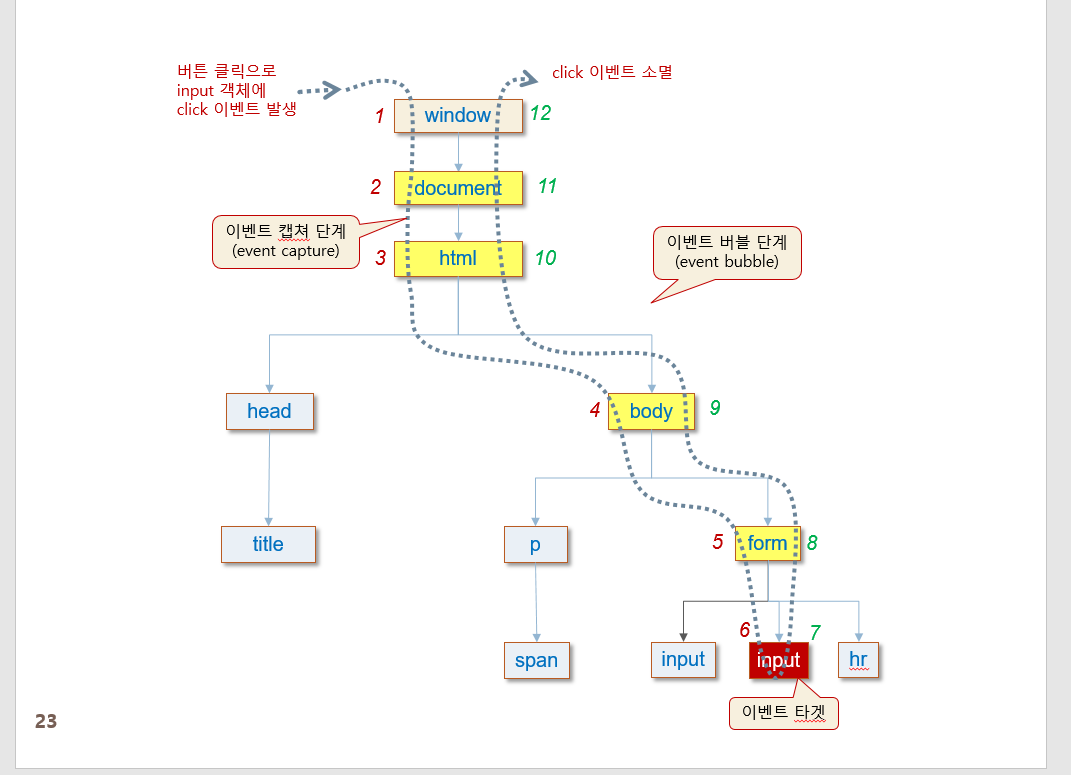 버튼 클릭으로
input 객체에
click 이벤트 발생
click 이벤트 소멸
1
window
12
2
document
11
이벤트 캡쳐 단계
(event capture)
3
html
10
이벤트 버블 단계
(event bubble)
head
4
body
9
title
p
5
form
8
6
7
span
input
input
hr
이벤트 타겟
23